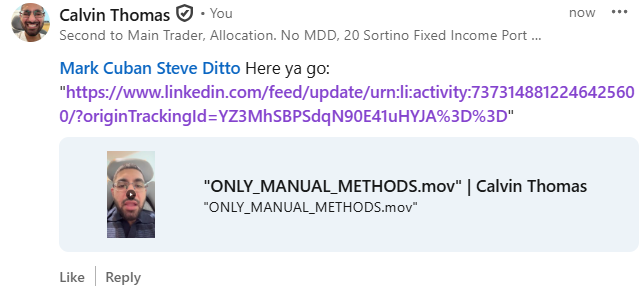 Calvin Thomas • You
now
Second to Main Trader, Allocation. No MDD, 20 Sortino Fixed Income Port ...
Mark Cuban Steve Ditto Here ya go:
"https://www.linkedin.com/feed/update/urn:li:activity:737314881224642560
0/?originTrackingId=YZ3MhSBPSdqN90E41uHYJA%3D%3D"
"ONLY_MANUAL_METHODS.mov" | Calvin Thomas
"ONLY_MANUAL_METHODS.mov"
Like
Reply